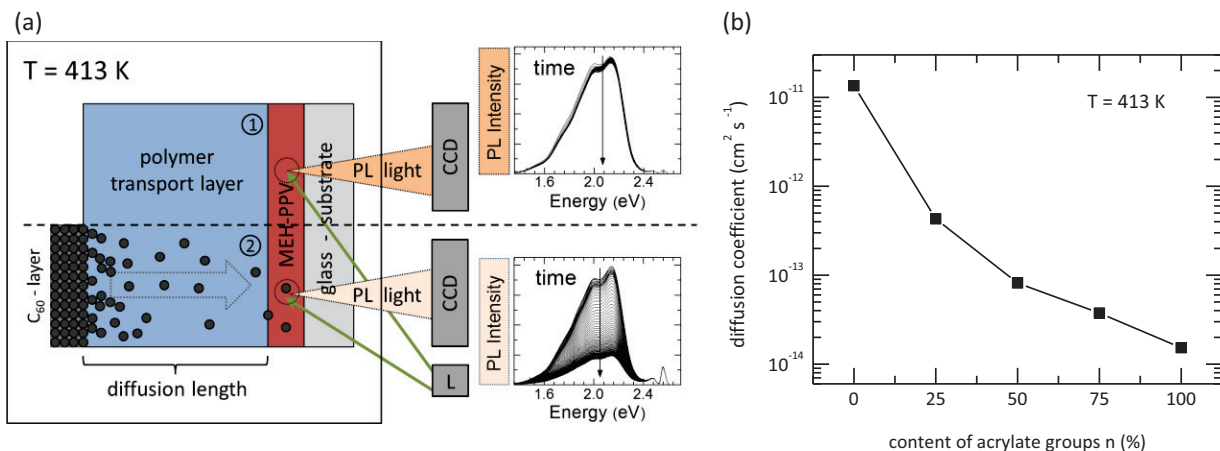 (a)
T = 413 K
1
polymer
transport layer
2
C60 - layer
MEH-PPV
glass - substrate
diffusion length
PL light
CCD
PL light
CCD
L
PL Intensity
time
1.6 2.0 2.4
Energy (eV)
PL Intensity
time
1.6 2.0 2.4
Energy (eV)
(b)
T = 413 K
diffusion coefficient (cm² s⁻¹)
10⁻¹¹
10⁻¹²
10⁻¹³
10⁻¹⁴
0 25 50 75 100
content of acrylate groups n (%)